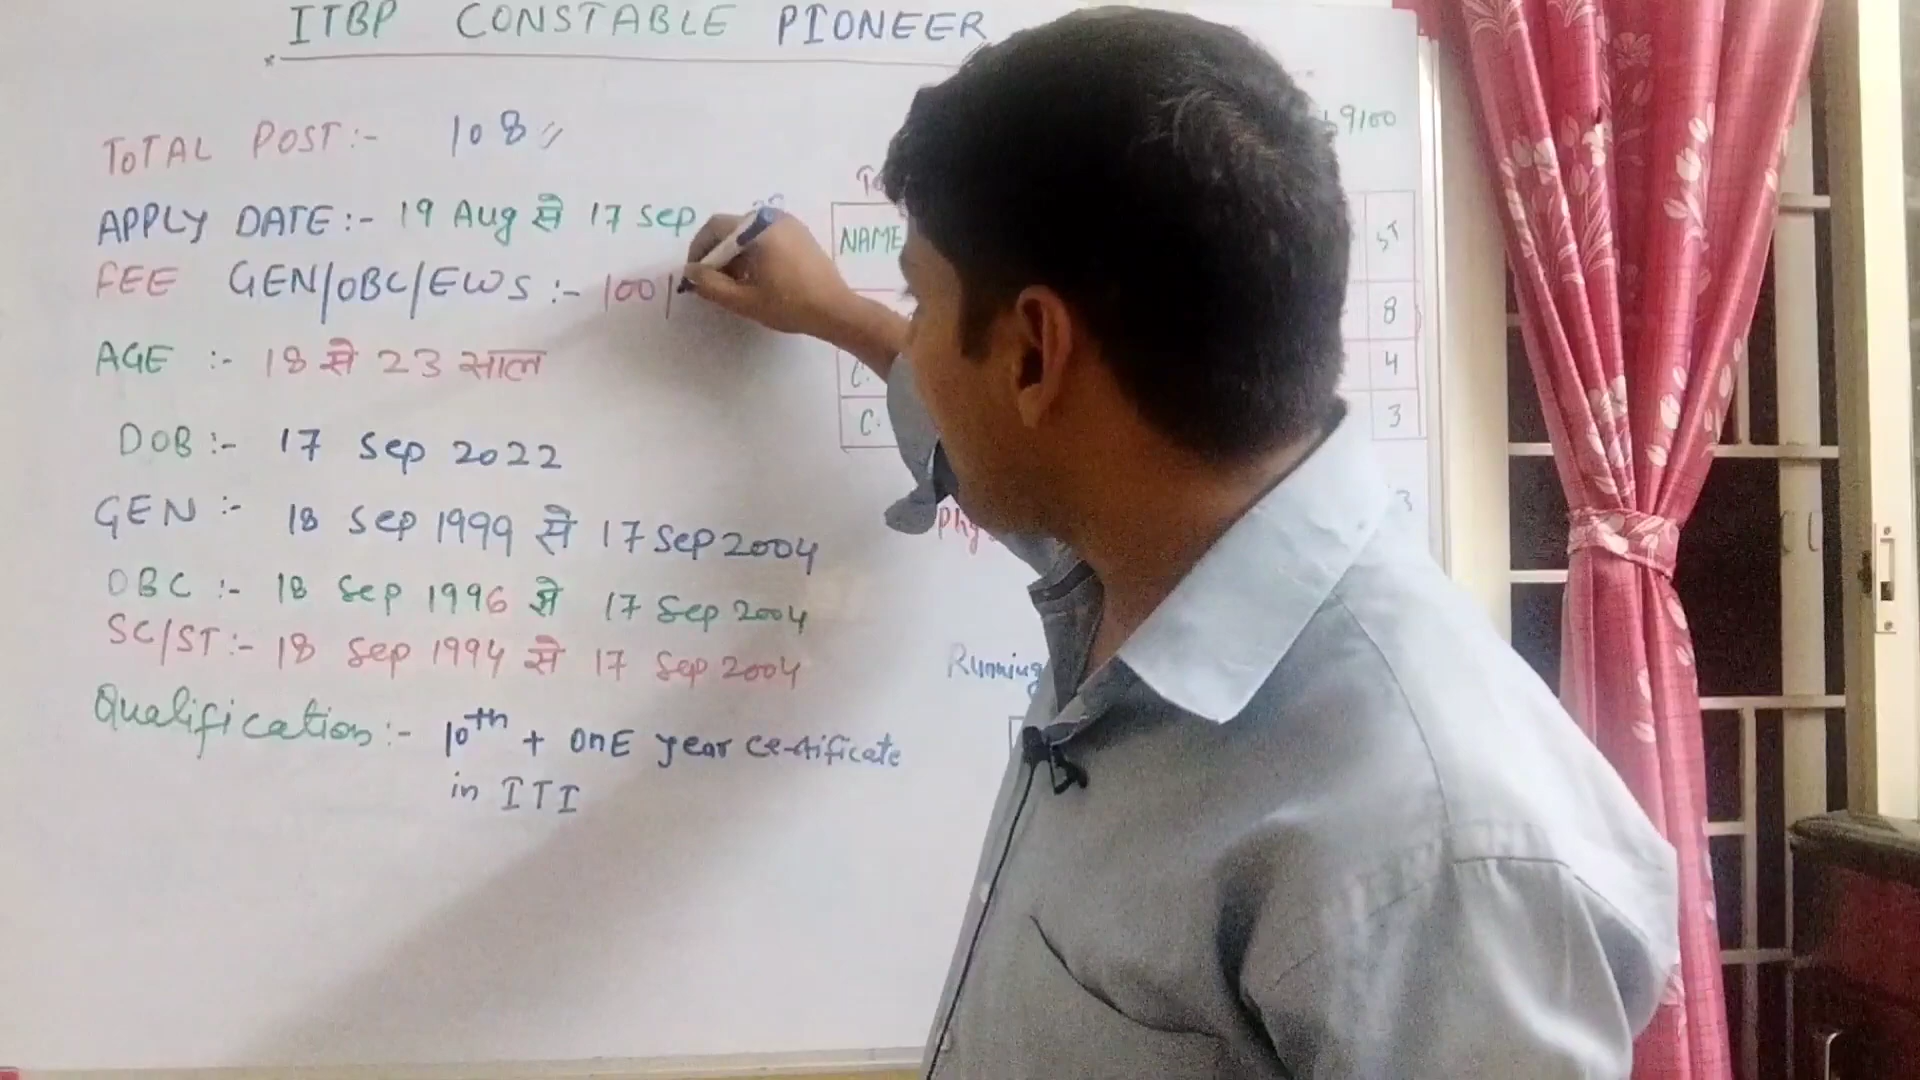 ITBP CONSTABLE PIONEER
TOTAL POST :- 108
APPLY DATE :- 19 Aug से 17 Sep
FEE GEN/OBC/EWS :- 100/
AGE :- 18 से 23 साल
DOB :- 17 Sep 2022
GEN :- 18 Sep 1999 से 17 Sep 2004
OBC :- 18 Sep 1996 से 17 Sep 2004
SC/ST :- 18 Sep 1994 से 17 Sep 2004
Qualification :- 10th + OnE year certificate
in ITI
69100
NAME ST
8
C. 4
C. 3
3
Running